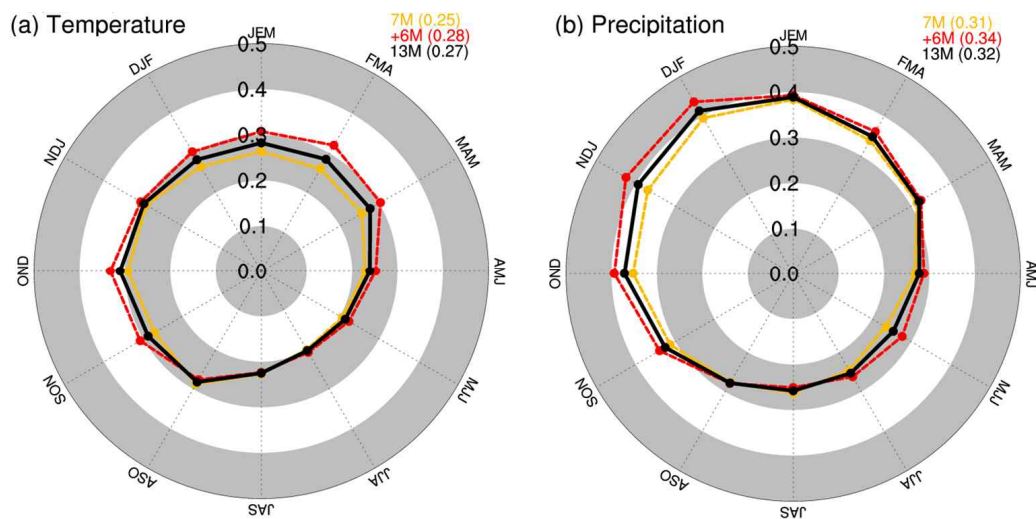 (a) Temperature
7M (0.25)
+6M (0.28)
13M (0.27)
JFM
FMA
MAM
AMJ
MJJ
JJA
JAS
ASO
SON
OND
NDJ
DJF
0.5
0.4
0.3
0.2
0.1
0.0
(b) Precipitation
7M (0.31)
+6M (0.34)
13M (0.32)
JFM
FMA
MAM
AMJ
MJJ
JJA
JAS
ASO
SON
OND
NDJ
DJF
0.5
0.4
0.3
0.2
0.1
0.0